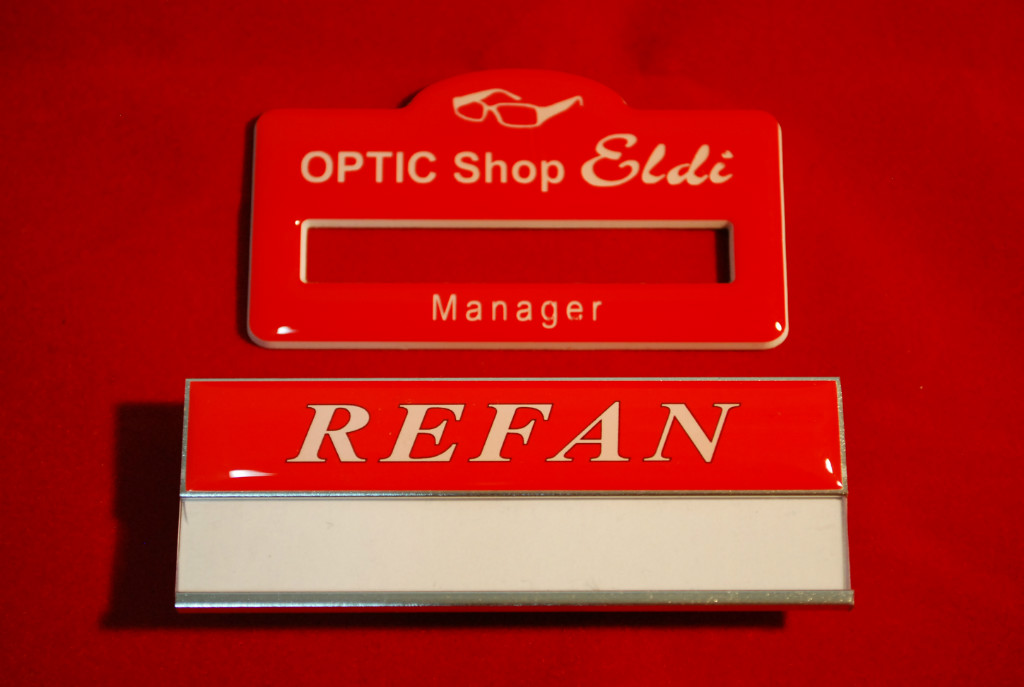 OPTIC Shop Eldi
Manager
REFAN